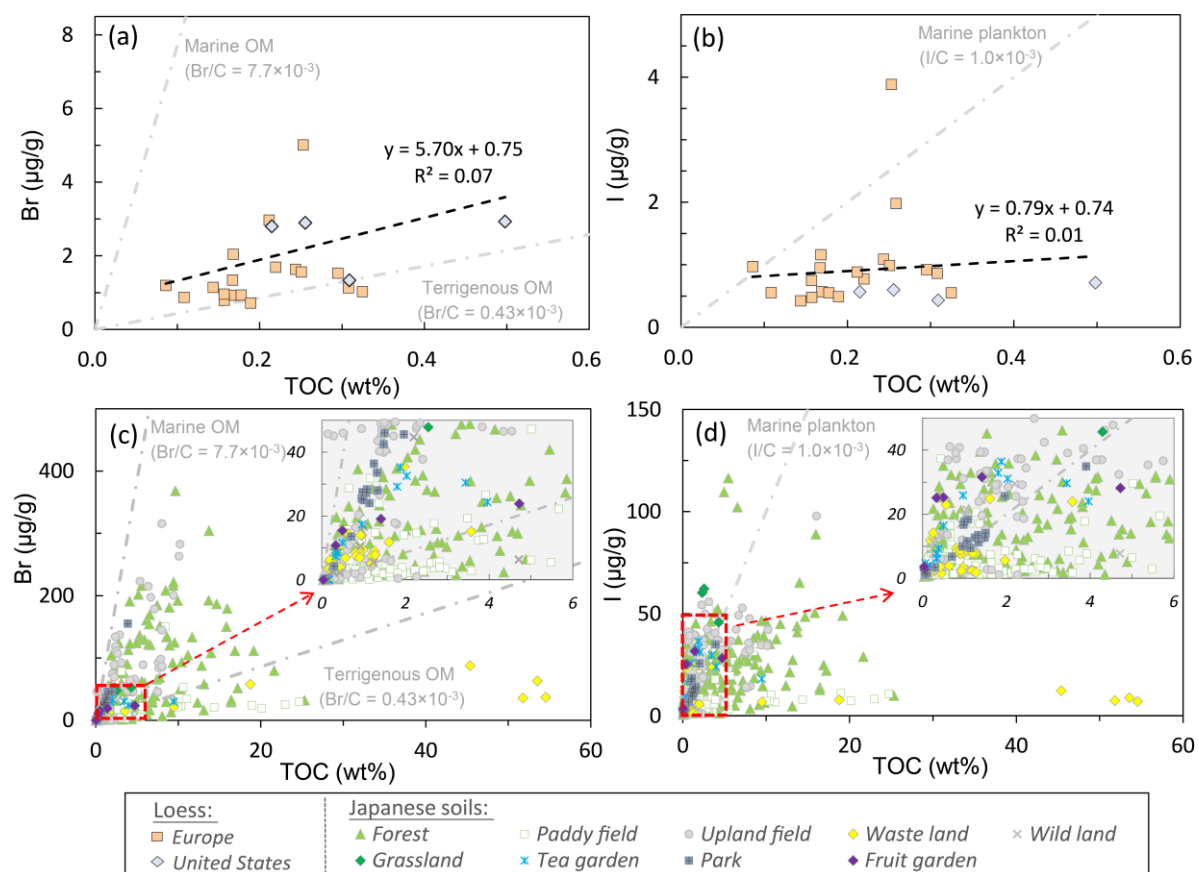 (a)
Marine OM
(Br/C = 7.7×10⁻³)
y = 5.70x + 0.75
R² = 0.07
Terrigenous OM
(Br/C = 0.43×10⁻³)
Br (µg/g)
8
6
4
2
0
0.0
0.2
0.4
0.6
TOC (wt%)
(b)
Marine plankton
(I/C = 1.0×10⁻³)
y = 0.79x + 0.74
R² = 0.01
I (µg/g)
4
2
0
0.0
0.2
0.4
0.6
TOC (wt%)
(c)
Marine OM
(Br/C = 7.7×10⁻³)
Terrigenous OM
(Br/C = 0.43×10⁻³)
Br (µg/g)
400
200
0
0
20
40
60
TOC (wt%)
40
20
0
0
2
4
6
(d)
Marine plankton
(I/C = 1.0×10⁻³)
I (µg/g)
150
100
50
0
0
20
40
60
TOC (wt%)
40
20
0
0
2
4
Loess:
Europe
United States
Japanese soils:
Forest
Paddy field
Upland field
Waste land
Wild land
Grassland
Tea garden
Park
Fruit garden